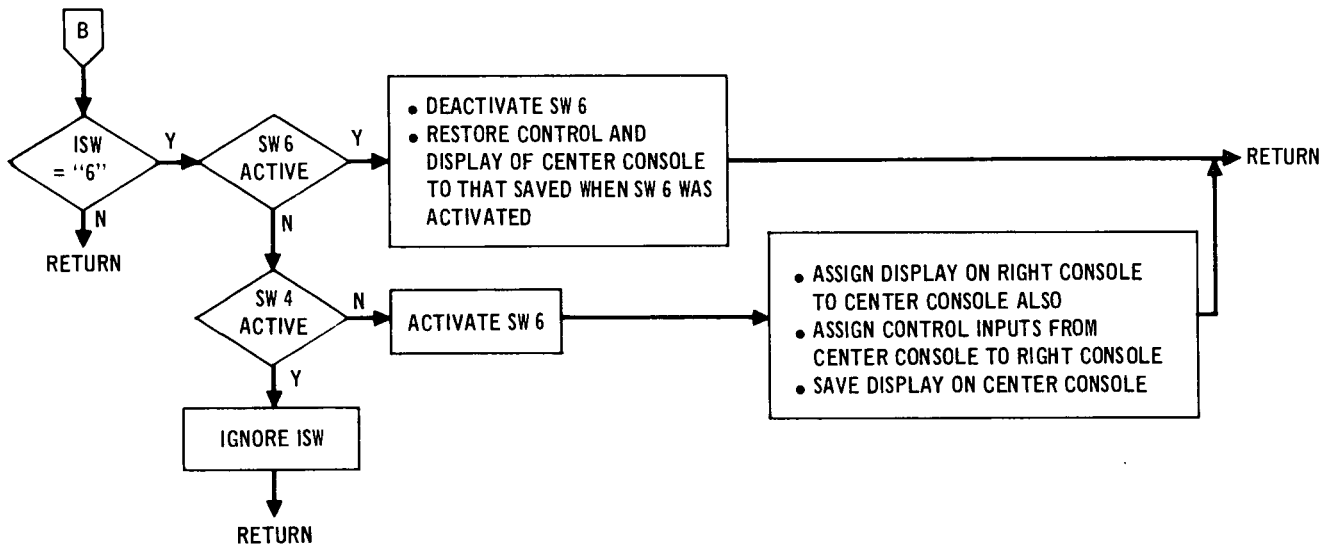 B
ISW
= "6"
Y
N
RETURN
SW 6
ACTIVE
Y
N
• DEACTIVATE SW 6
• RESTORE CONTROL AND
DISPLAY OF CENTER CONSOLE
TO THAT SAVED WHEN SW 6 WAS
ACTIVATED
RETURN
SW 4
ACTIVE
N
Y
ACTIVATE SW 6
• ASSIGN DISPLAY ON RIGHT CONSOLE
TO CENTER CONSOLE ALSO
• ASSIGN CONTROL INPUTS FROM
CENTER CONSOLE TO RIGHT CONSOLE
• SAVE DISPLAY ON CENTER CONSOLE
IGNORE ISW
RETURN